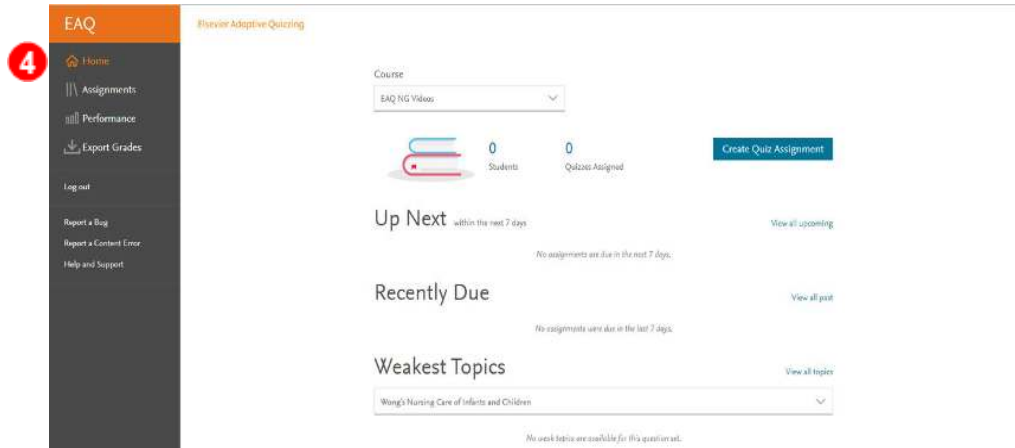 EAQ
Elsevier Adaptive Quizzing
4
Home
Assignments
Performance
Export Grades
Log out
Report a Bug
Report a Content Error
Help and Support
Course
EAQ NG Videos
0
Students
0
Quizzes Assigned
Create Quiz Assignment
Up Next within the next 7 days
View all upcoming
No assignments are due in the next 7 days.
Recently Due
View all past
No assignments were due in the last 7 days.
Weakest Topics
View all topics
Wong's Nursing Care of Infants and Children
No weak topics are available for this question set.